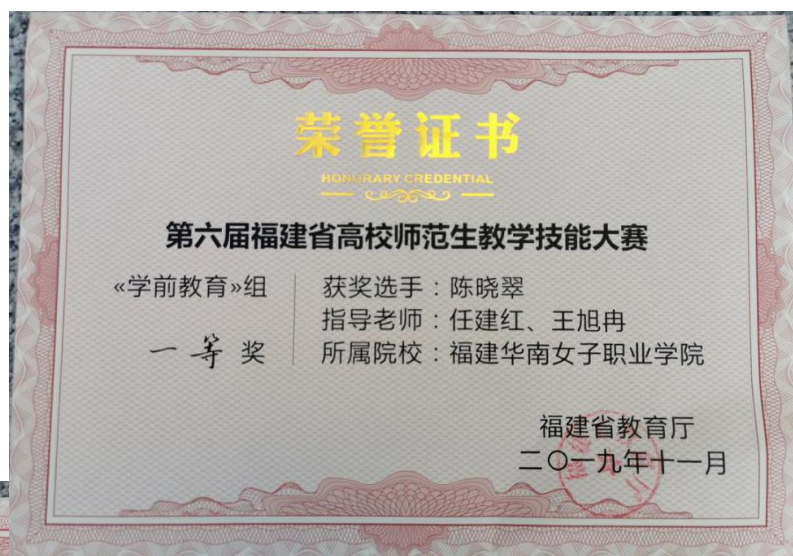 荣誉证书
HONORARY CREDENTIAL
第六届福建省高校师范生教学技能大赛
«学前教育»组
一等奖
获奖选手：陈晓翠
指导老师：任建红、王旭冉
所属院校：福建华南女子职业学院
福建省教育厅
二〇一九年十一月